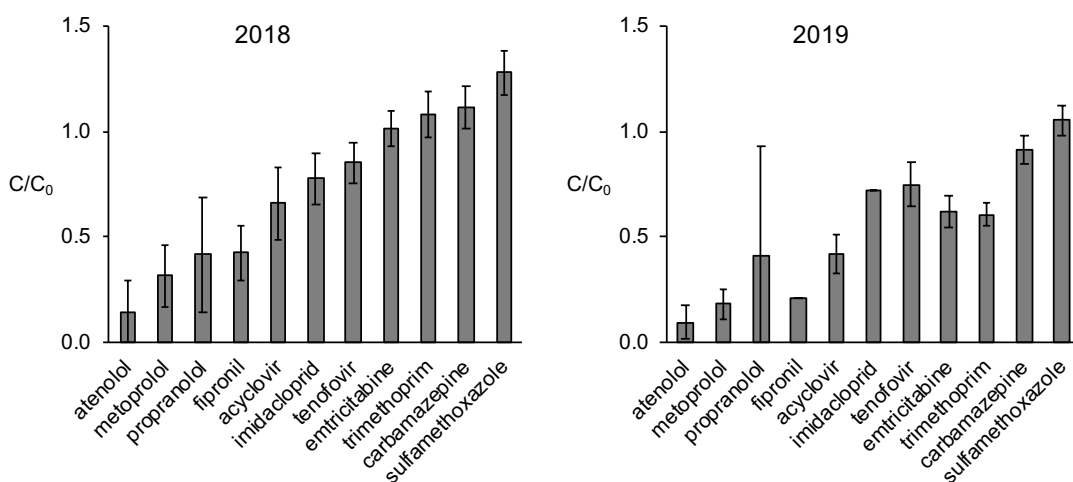 2018
1.5
1.0
0.5
0.0
C/C₀
atenolol
metoprolol
propranolol
fipronil
acyclovir
imidacloprid
tenofovir
emtricitabine
trimethoprim
carbamazepine
sulfamethoxazole
2019
1.5
1.0
0.5
0.0
C/C₀
atenolol
metoprolol
propranolol
fipronil
acyclovir
imidacloprid
tenofovir
emtricitabine
trimethoprim
carbamazepine
sulfamethoxazole